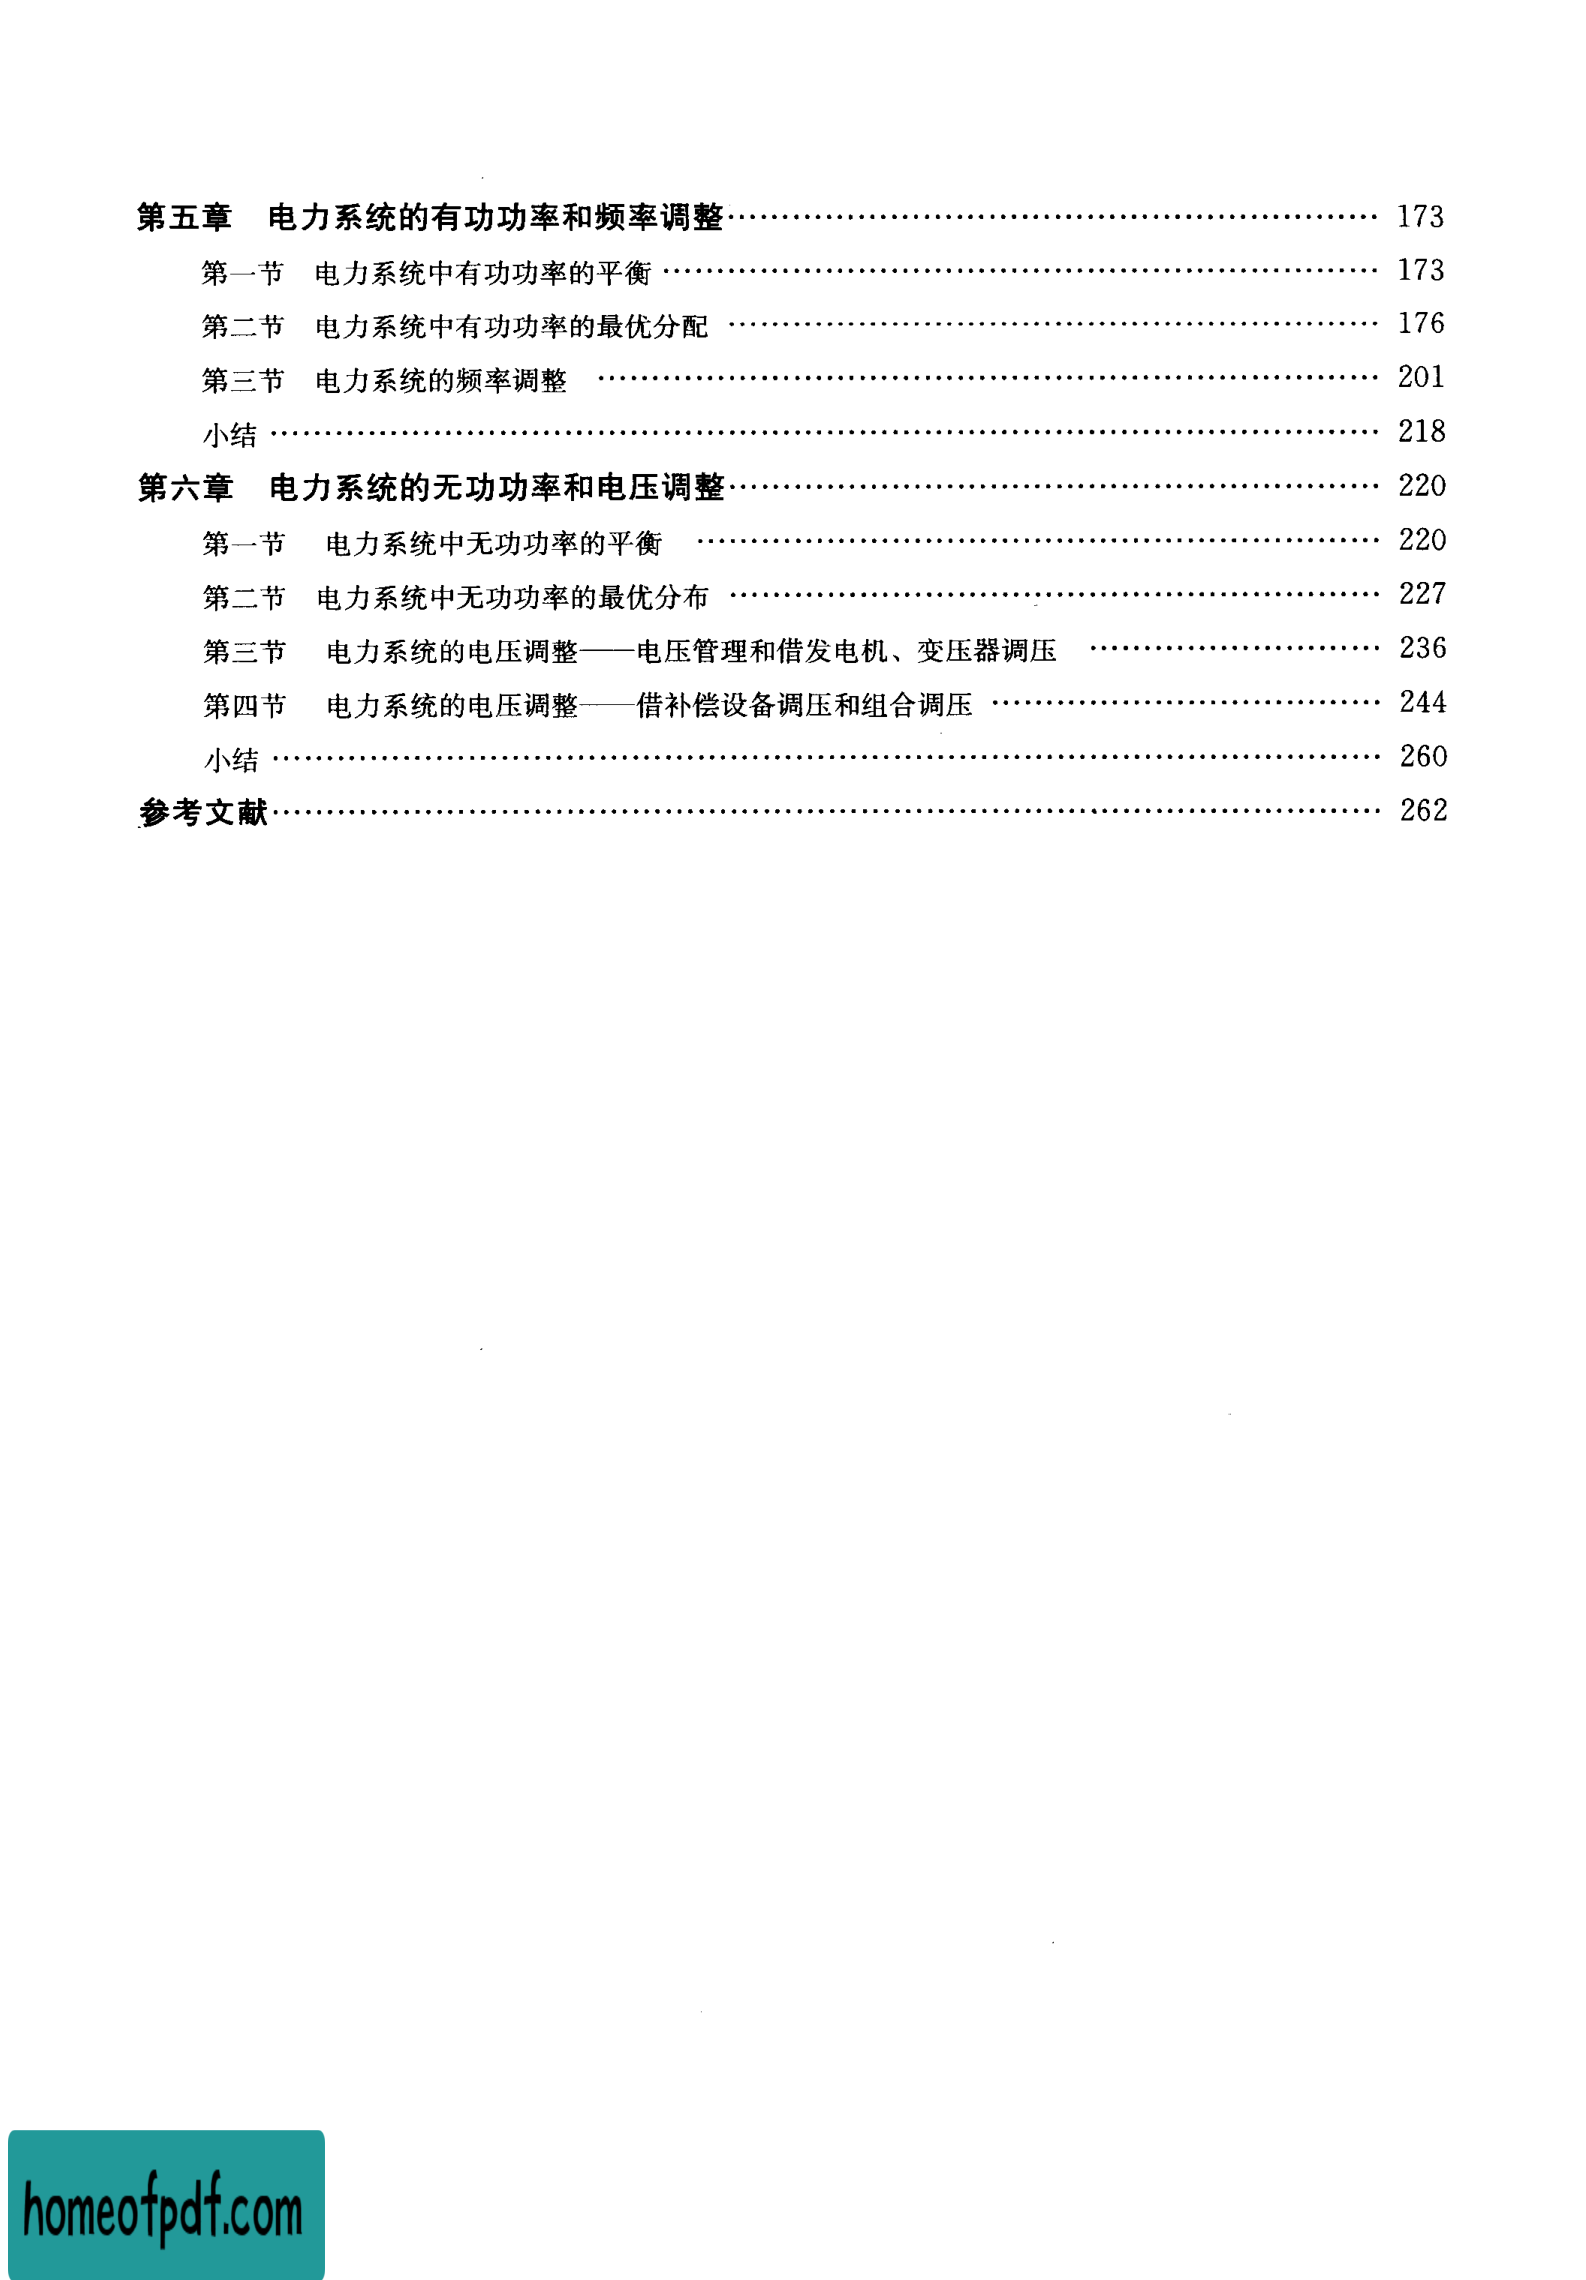 第五章 电力系统的有功功率和频率调整…………………………………………………… 173
第一节 电力系统中有功功率的平衡………………………………………………………… 173
第二节 电力系统中有功功率的最优分配…………………………………………………… 176
第三节 电力系统的频率调整………………………………………………………………… 201
小结…………………………………………………………………………………………… 218
第六章 电力系统的无功功率和电压调整…………………………………………………… 220
第一节 电力系统中无功功率的平衡………………………………………………………… 220
第二节 电力系统中无功功率的最优分布…………………………………………………… 227
第三节 电力系统的电压调整——电压管理和借发电机、变压器调压……………………… 236
第四节 电力系统的电压调整——借补偿设备调压和组合调压……………………………… 244
小结…………………………………………………………………………………………… 260
参考文献……………………………………………………………………………………… 262
homeofpdf.com